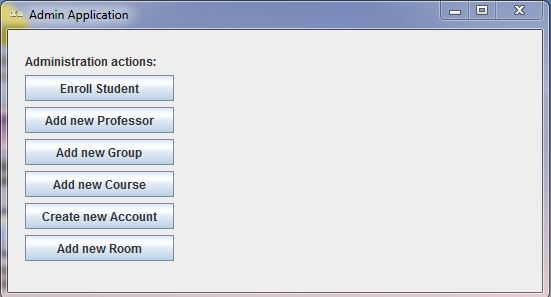 Admin Application
Administration actions:
Enroll Student
Add new Professor
Add new Group
Add new Course
Create new Account
Add new Room